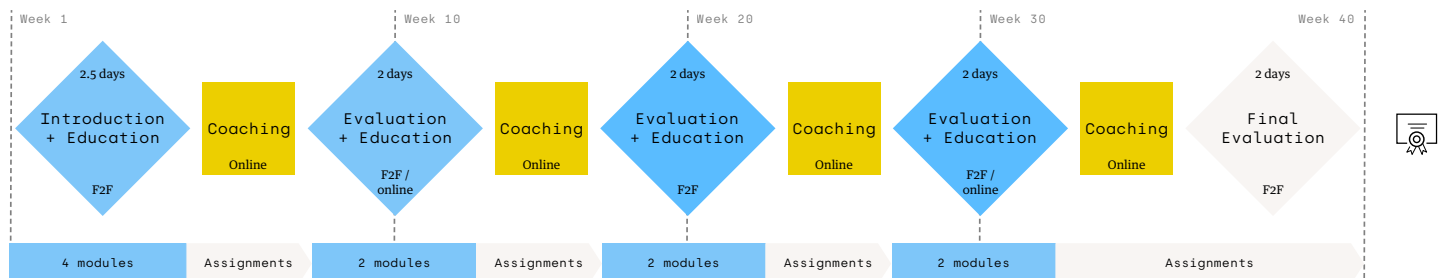 Week 1
Week 10
Week 20
Week 30
Week 40
2.5 days
Introduction
+ Education
F2F
Coaching
Online
2 days
Evaluation
+ Education
F2F /
online
Coaching
Online
2 days
Evaluation
+ Education
F2F
Coaching
Online
2 days
Evaluation
+ Education
F2F /
online
Coaching
Online
2 days
Final
Evaluation
F2F
4 modules
Assignments
2 modules
Assignments
2 modules
Assignments
2 modules
Assignments